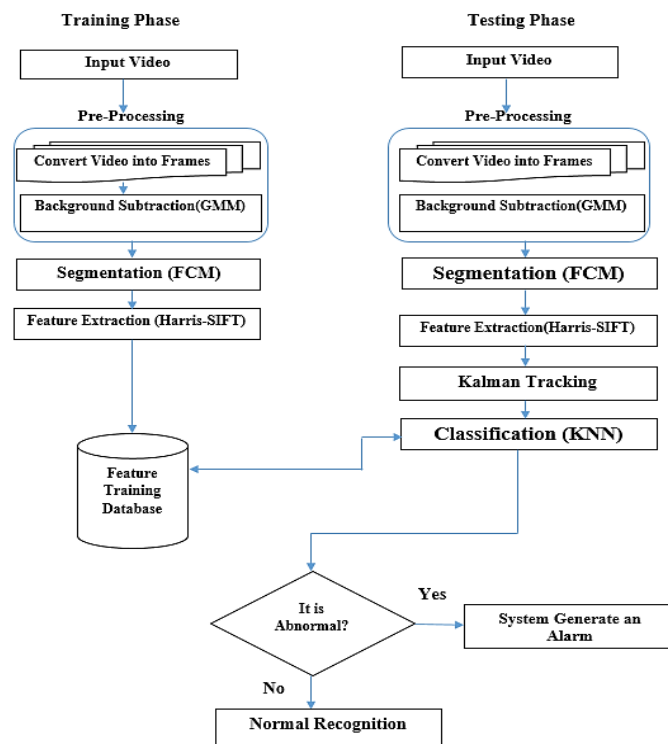 Training Phase
Input Video
Pre-Processing
Convert Video into Frames
Background Subtraction(GMM)
Segmentation (FCM)
Feature Extraction (Harris-SIFT)
Feature
Training
Database
Testing Phase
Input Video
Pre-Processing
Convert Video into Frames
Background Subtraction(GMM)
Segmentation (FCM)
Feature Extraction(Harris-SIFT)
Kalman Tracking
Classification (KNN)
It is
Abnormal?
Yes
System Generate an
Alarm
No
Normal Recognition